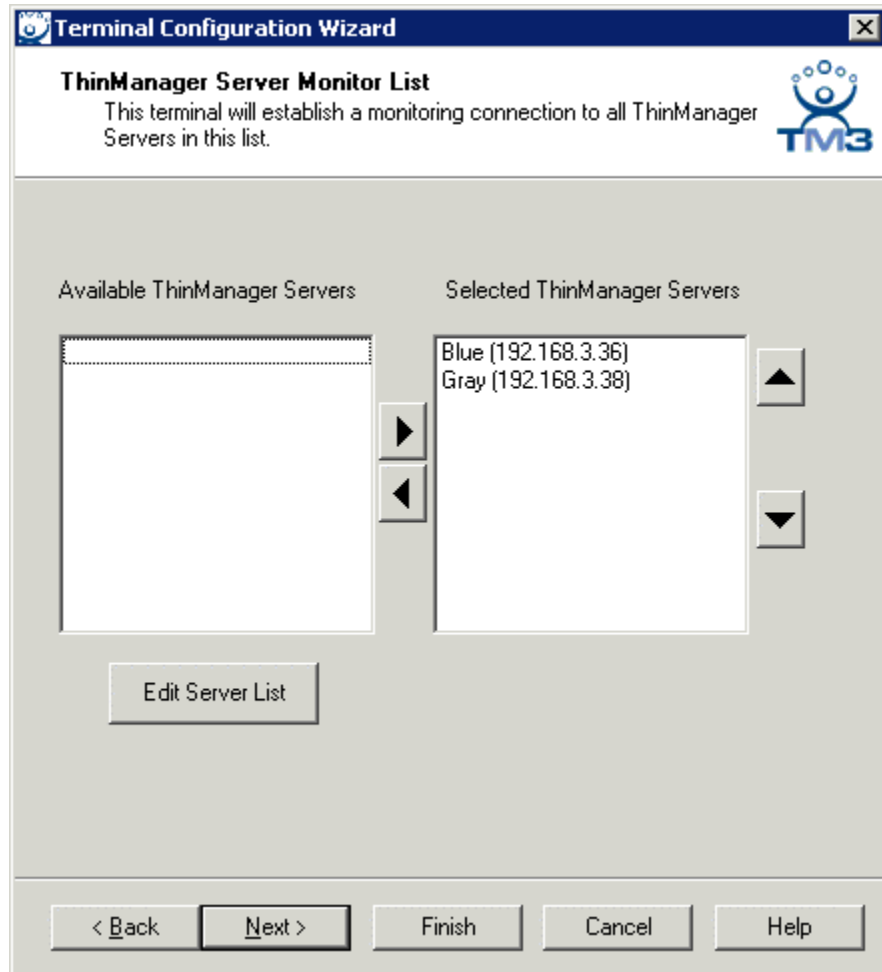 Terminal Configuration Wizard
ThinManager Server Monitor List
This terminal will establish a monitoring connection to all ThinManager
Servers in this list.
TM3
Available ThinManager Servers
Selected ThinManager Servers
Blue (192.168.3.36)
Gray (192.168.3.38)
Edit Server List
< Back
Next >
Finish
Cancel
Help